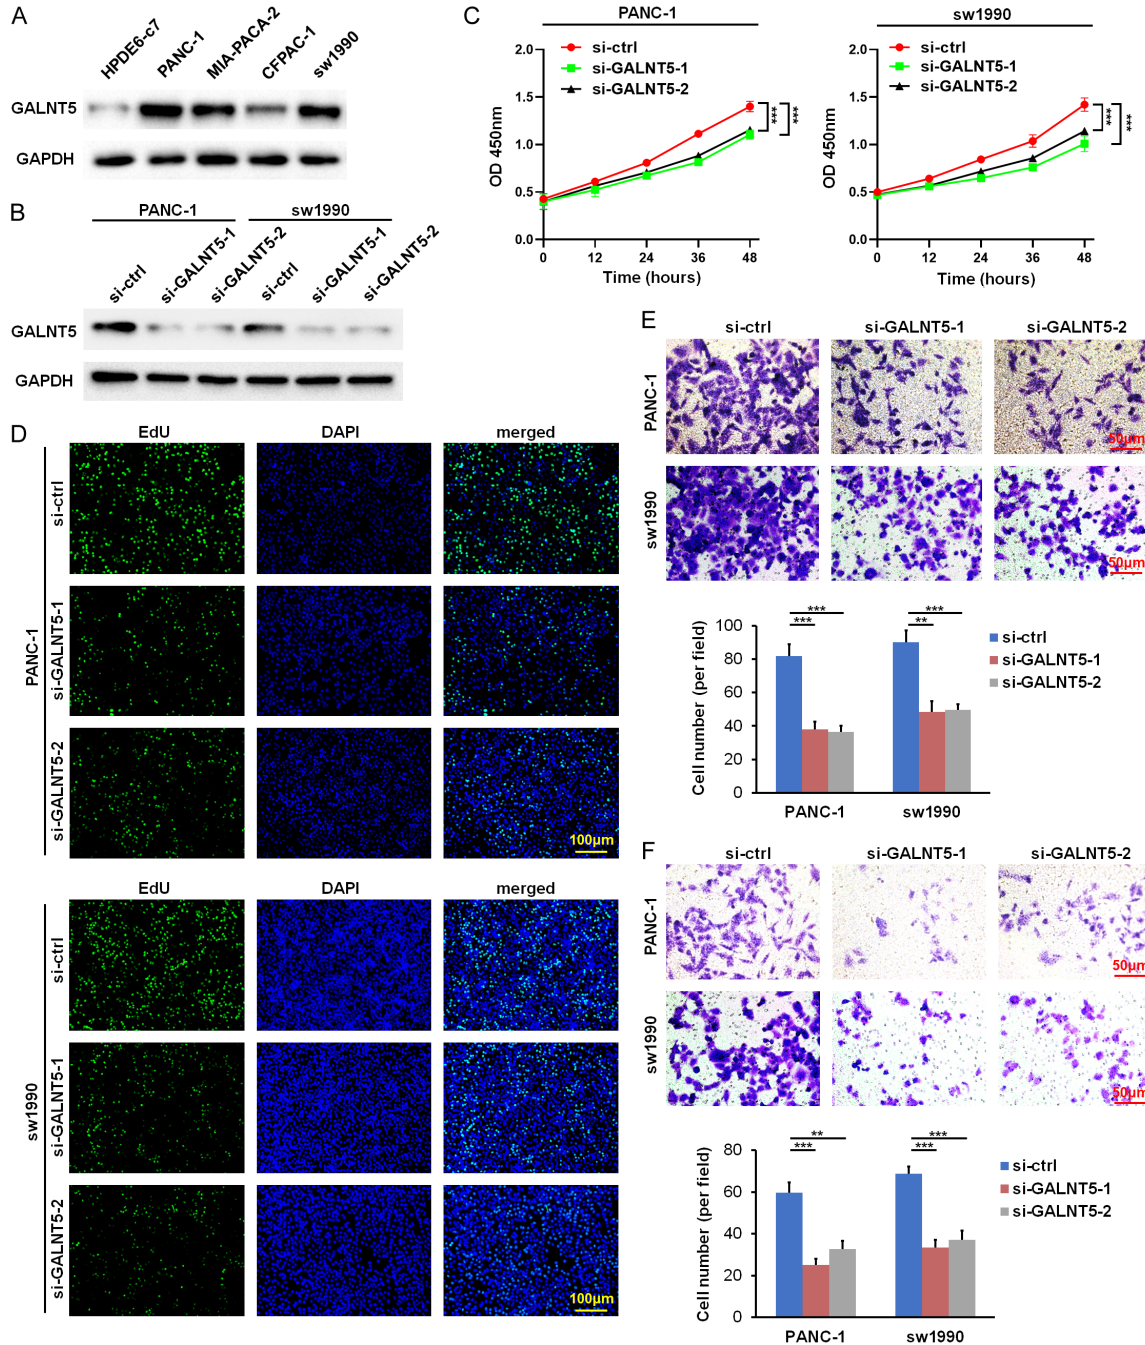 A
HPDE6-c7
PANC-1
MIA-PACA-2
CFPAC-1
sw1990
GALNT5
GAPDH
B
PANC-1
sw1990
si-ctrl
si-GALNT5-1
si-GALNT5-2
si-ctrl
si-GALNT5-1
si-GALNT5-2
GALNT5
GAPDH
C
PANC-1
si-ctrl
si-GALNT5-1
si-GALNT5-2
OD 450nm
2.0
1.5
1.0
0.5
0.0
***
***
0 12 24 36 48
Time (hours)
sw1990
si-ctrl
si-GALNT5-1
si-GALNT5-2
OD 450nm
2.0
1.5
1.0
0.5
0.0
***
***
0 12 24 36 48
Time (hours)
D
EdU DAPI merged
PANC-1
si-ctrl
si-GALNT5-1
si-GALNT5-2
100μm
EdU DAPI merged
sw1990
si-ctrl
si-GALNT5-1
si-GALNT5-2
100μm
E
si-ctrl si-GALNT5-1 si-GALNT5-2
PANC-1
50μm
sw1990
50μm
Cell number (per field)
100
80
60
40
20
0
***
***
***
**
si-ctrl
si-GALNT5-1
si-GALNT5-2
PANC-1 sw1990
F
si-ctrl si-GALNT5-1 si-GALNT5-2
PANC-1
50μm
sw1990
50μm
Cell number (per field)
80
60
40
20
0
**
***
***
***
si-ctrl
si-GALNT5-1
si-GALNT5-2
PANC-1 sw1990